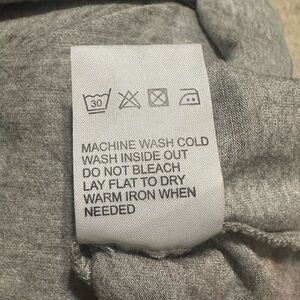 30
MACHINE WASH COLD
WASH INSIDE OUT
DO NOT BLEACH
LAY FLAT TO DRY
WARM IRON WHEN
NEEDED